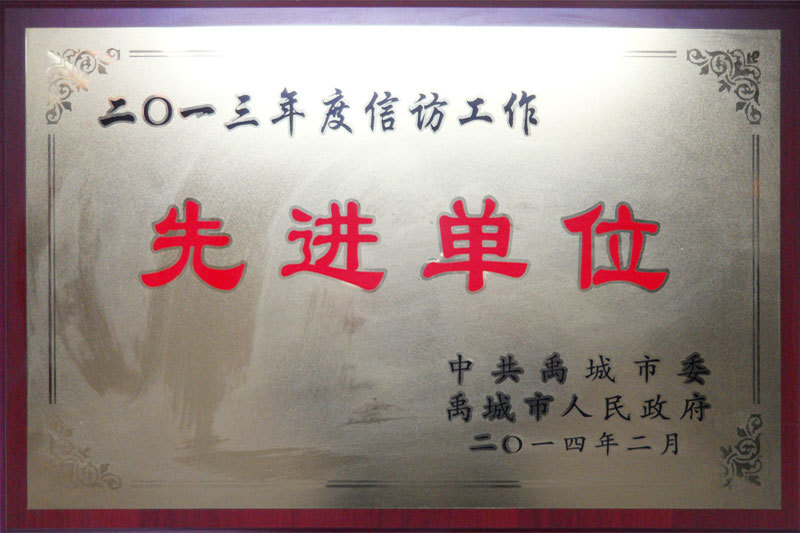 二〇一三年度信访工作
先进单位
中共禹城市委
禹城市人民政府
二〇一四年二月